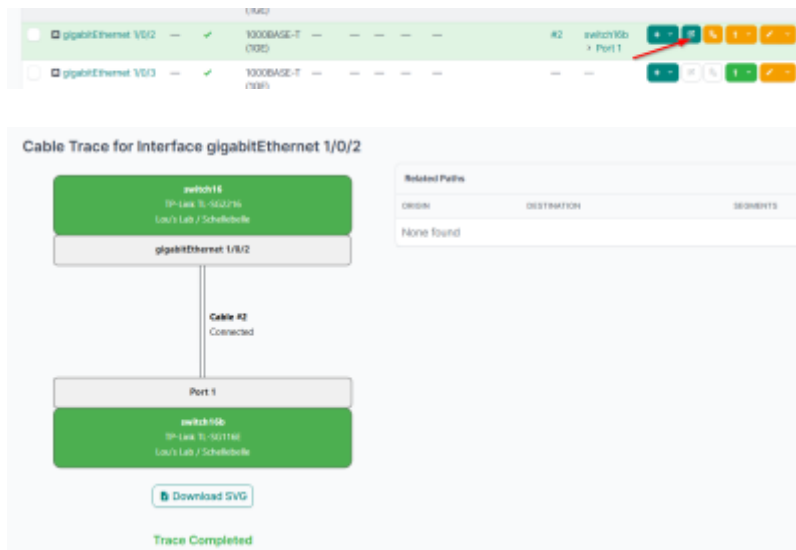 (1GE)
gigabitEthernet 1/0/2 — 1000BASE-T — — — — — #2 switch16b
(1GE) > Port 1
gigabitEthernet 1/0/3 — 1000BASE-T — — — — — — —
(1GE)
Cable Trace for Interface gigabitEthernet 1/0/2
switch16
TP-Link TL-SG2216
Lou's Lab / Schellebelle
gigabitEthernet 1/0/2
Related Paths
ORIGIN DESTINATION SEGMENTS
None found
Cable #2
Connected
Port 1
switch16b
TP-Link TL-SG116E
Lou's Lab / Schellebelle
Download SVG
Trace Completed